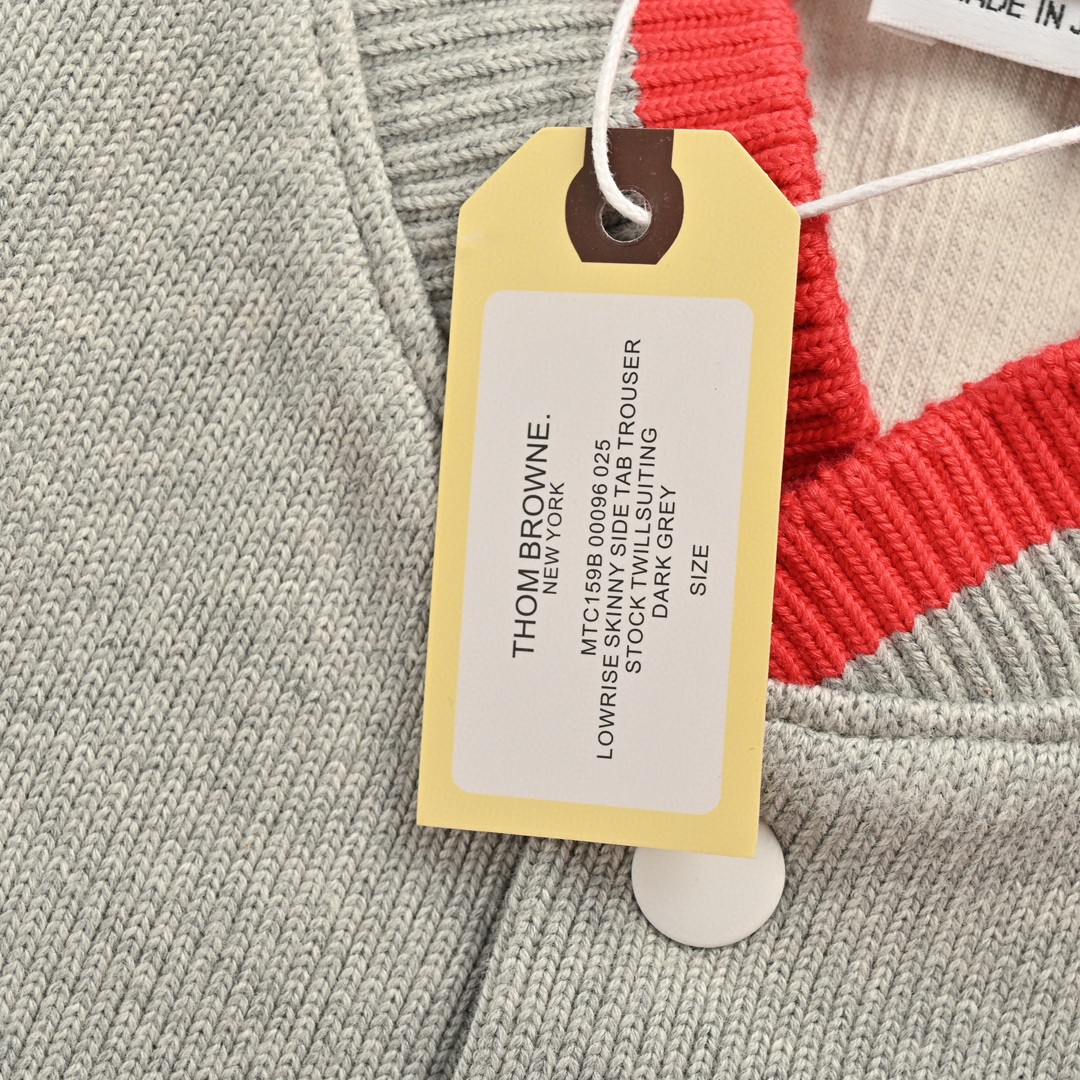 MADE IN
THOM BROWNE.
NEW YORK
MTC159B 00096 025
LOWRISE SKINNY SIDE TAB TROUSER
STOCK TWILLSUITING
DARK GREY
SIZE